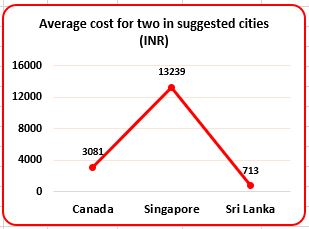 Average cost for two in suggested cities
(INR)
16000
12000
8000
4000
0
3081
13239
713
Canada Singapore Sri Lanka